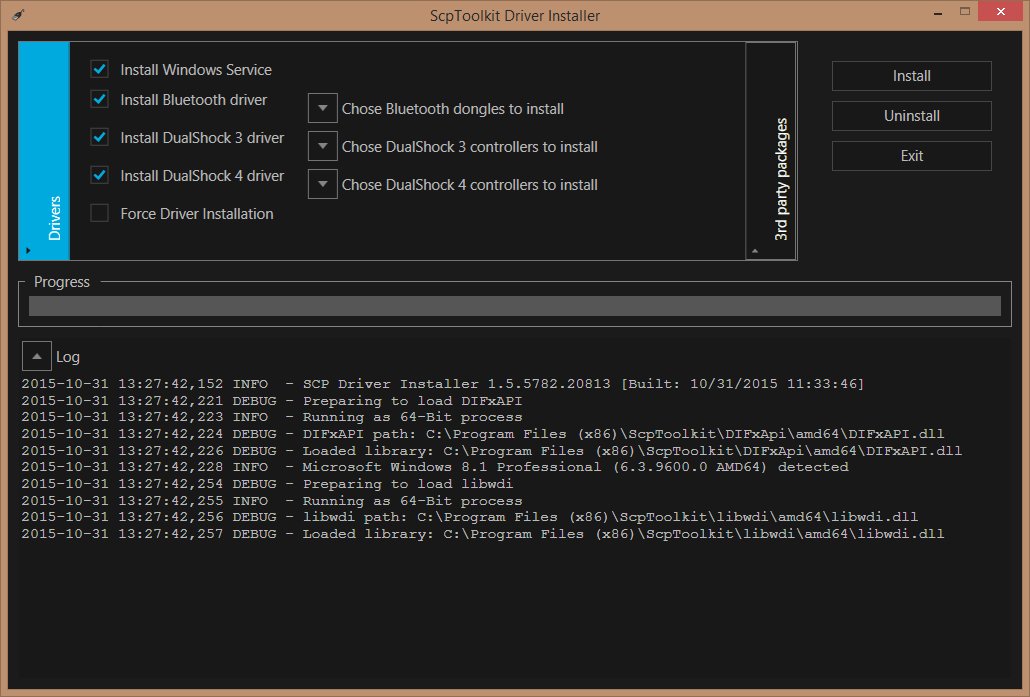 ScpToolkit Driver Installer
Drivers
Install Windows Service
Install Bluetooth driver
Chose Bluetooth dongles to install
Install DualShock 3 driver
Chose DualShock 3 controllers to install
Install DualShock 4 driver
Chose DualShock 4 controllers to install
Force Driver Installation
3rd party packages
Install
Uninstall
Exit
Progress
Log
2015-10-31 13:27:42,152 INFO  - SCP Driver Installer 1.5.5782.20813 [Built: 10/31/2015 11:33:46]
2015-10-31 13:27:42,221 DEBUG - Preparing to load DIFxAPI
2015-10-31 13:27:42,223 INFO  - Running as 64-Bit process
2015-10-31 13:27:42,224 DEBUG - DIFxAPI path: C:\Program Files (x86)\ScpToolkit\DIFxApi\amd64\DIFxAPI.dll
2015-10-31 13:27:42,226 DEBUG - Loaded library: C:\Program Files (x86)\ScpToolkit\DIFxApi\amd64\DIFxAPI.dll
2015-10-31 13:27:42,228 INFO  - Microsoft Windows 8.1 Professional (6.3.9600.0 AMD64) detected
2015-10-31 13:27:42,254 DEBUG - Preparing to load libwdi
2015-10-31 13:27:42,255 INFO  - Running as 64-Bit process
2015-10-31 13:27:42,256 DEBUG - libwdi path: C:\Program Files (x86)\ScpToolkit\libwdi\amd64\libwdi.dll
2015-10-31 13:27:42,257 DEBUG - Loaded library: C:\Program Files (x86)\ScpToolkit\libwdi\amd64\libwdi.dll